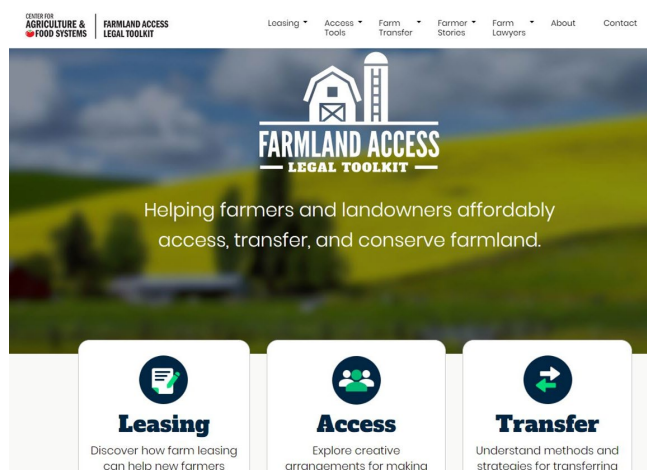 CENTER FOR
AGRICULTURE &
FOOD SYSTEMS
FARMLAND ACCESS
LEGAL TOOLKIT
Leasing
Access Tools
Farm Transfer
Farmer Stories
Farm Lawyers
About
Contact
FARMLAND ACCESS
LEGAL TOOLKIT
Helping farmers and landowners affordably
access, transfer, and conserve farmland.
Leasing
Discover how farm leasing
can help new farmers
Access
Explore creative
arrangements for making
Transfer
Understand methods and
strategies for transferring